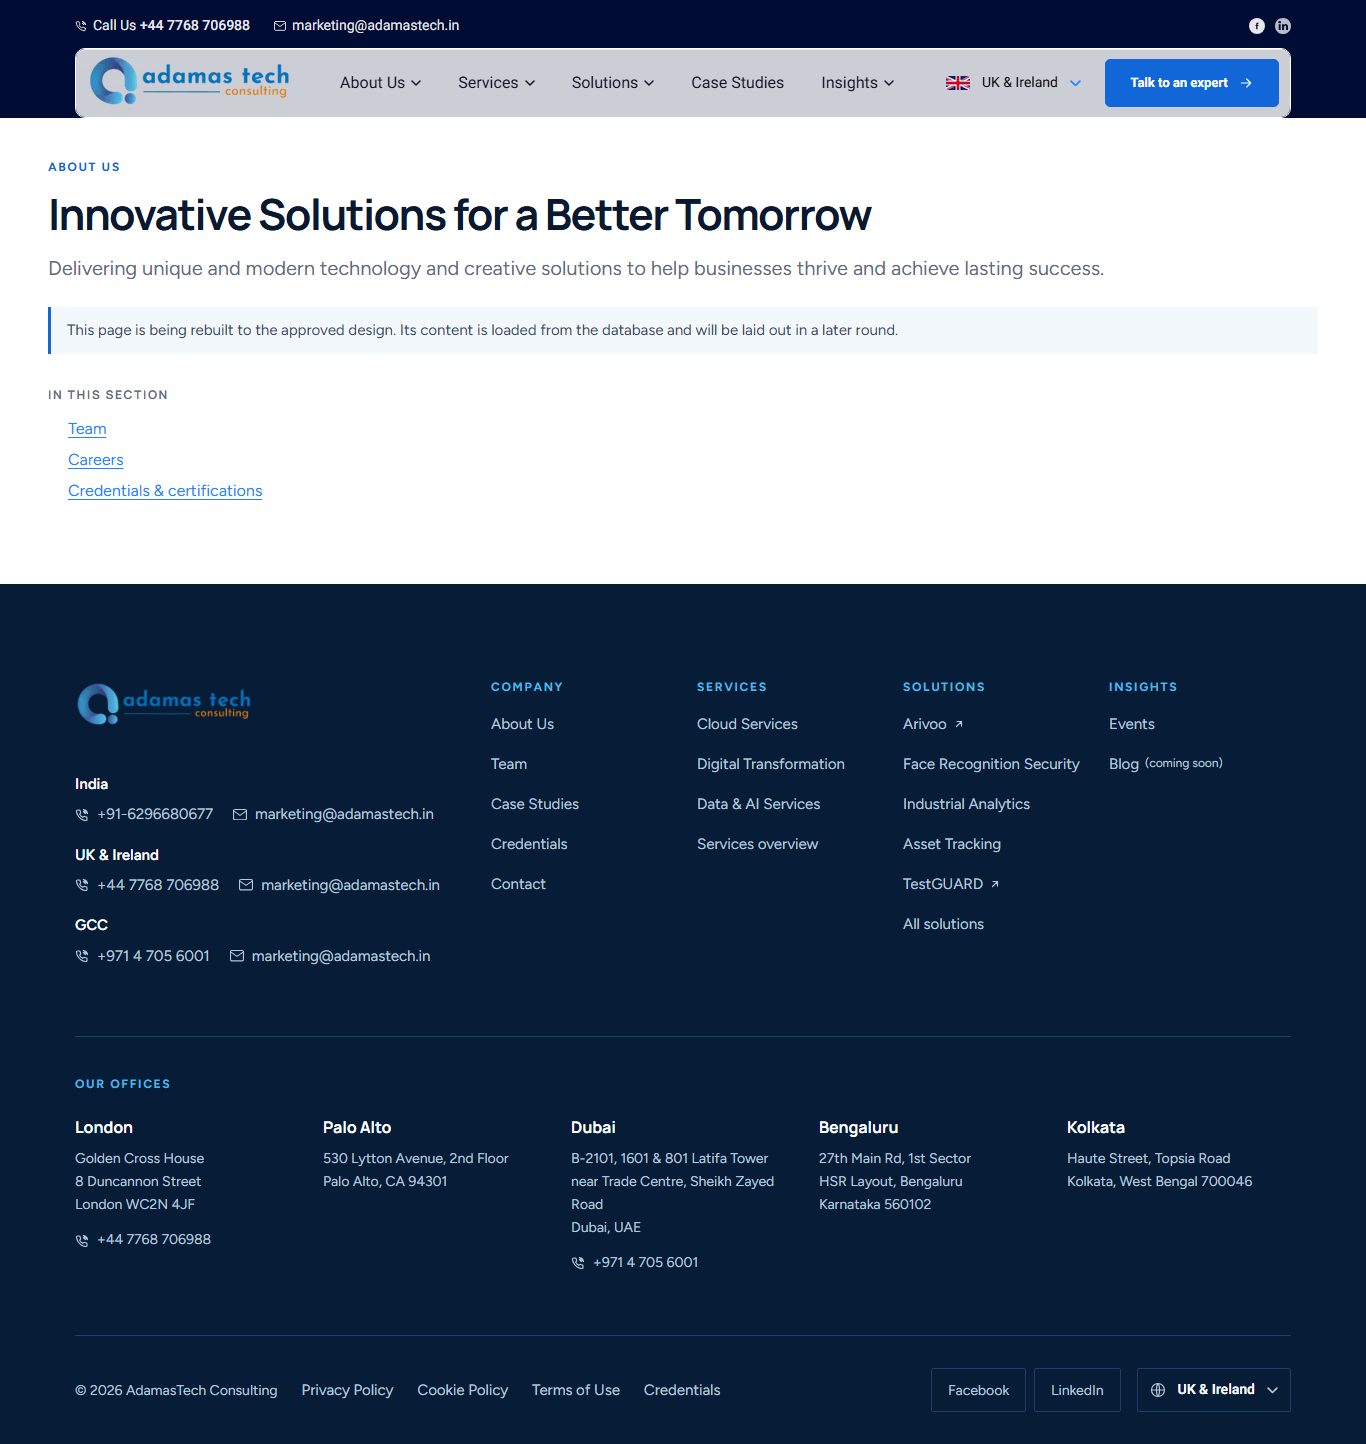 Call Us +44 7768 706988 marketing@adamastech.in
adamas tech
consulting
About Us Services Solutions Case Studies Insights UK & Ireland Talk to an expert
ABOUT US
Innovative Solutions for a Better Tomorrow
Delivering unique and modern technology and creative solutions to help businesses thrive and achieve lasting success.
This page is being rebuilt to the approved design. Its content is loaded from the database and will be laid out in a later round.
IN THIS SECTION
Team
Careers
Credentials & certifications
adamas tech
consulting
India
+91-6296680677 marketing@adamastech.in
UK & Ireland
+44 7768 706988 marketing@adamastech.in
GCC
+971 4 705 6001 marketing@adamastech.in
COMPANY
About Us
Team
Case Studies
Credentials
Contact
SERVICES
Cloud Services
Digital Transformation
Data & AI Services
Services overview
SOLUTIONS
Arivoo
Face Recognition Security
Industrial Analytics
Asset Tracking
TestGUARD
All solutions
INSIGHTS
Events
Blog (coming soon)
OUR OFFICES
London
Golden Cross House
8 Duncannon Street
London WC2N 4JF
+44 7768 706988
Palo Alto
530 Lytton Avenue, 2nd Floor
Palo Alto, CA 94301
Dubai
B-2101, 1601 & 801 Latifa Tower
near Trade Centre, Sheikh Zayed
Road
Dubai, UAE
+971 4 705 6001
Bengaluru
27th Main Rd, 1st Sector
HSR Layout, Bengaluru
Karnataka 560102
Kolkata
Haute Street, Topsia Road
Kolkata, West Bengal 700046
© 2026 AdamasTech Consulting Privacy Policy Cookie Policy Terms of Use Credentials Facebook LinkedIn UK & Ireland